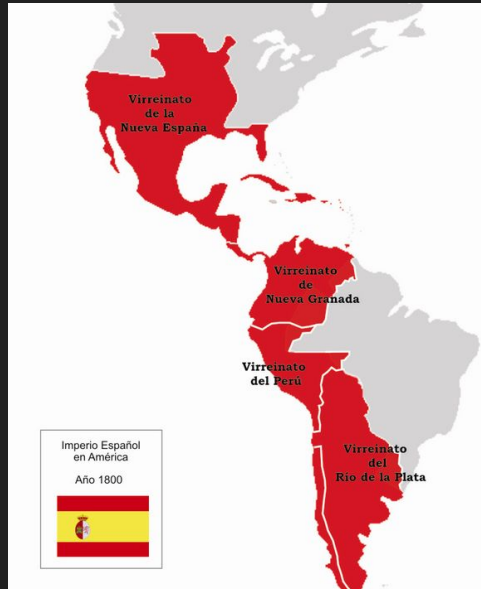 Virreinato
de la
Nueva España
Virreinato
de
Nueva Granada
Virreinato
del Perú
Virreinato
del
Río de la Plata
Imperio Español
en América
Año 1800